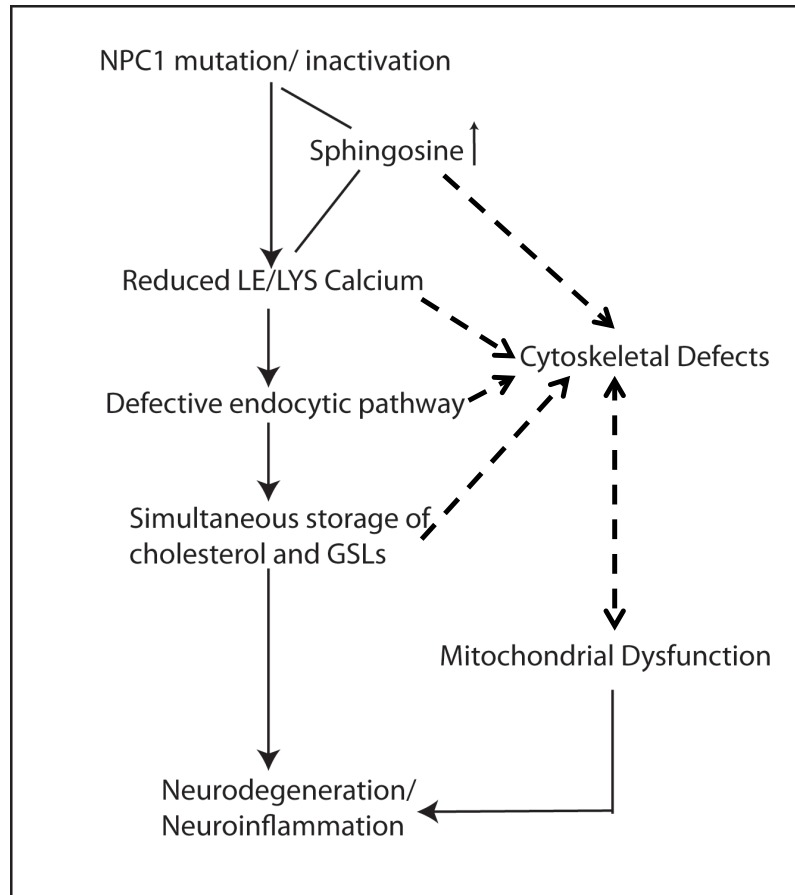 NPC1 mutation/ inactivation
Sphingosine
Reduced LE/LYS Calcium
Cytoskeletal Defects
Defective endocytic pathway
Simultaneous storage of
cholesterol and GSLs
Mitochondrial Dysfunction
Neurodegeneration/
Neuroinflammation